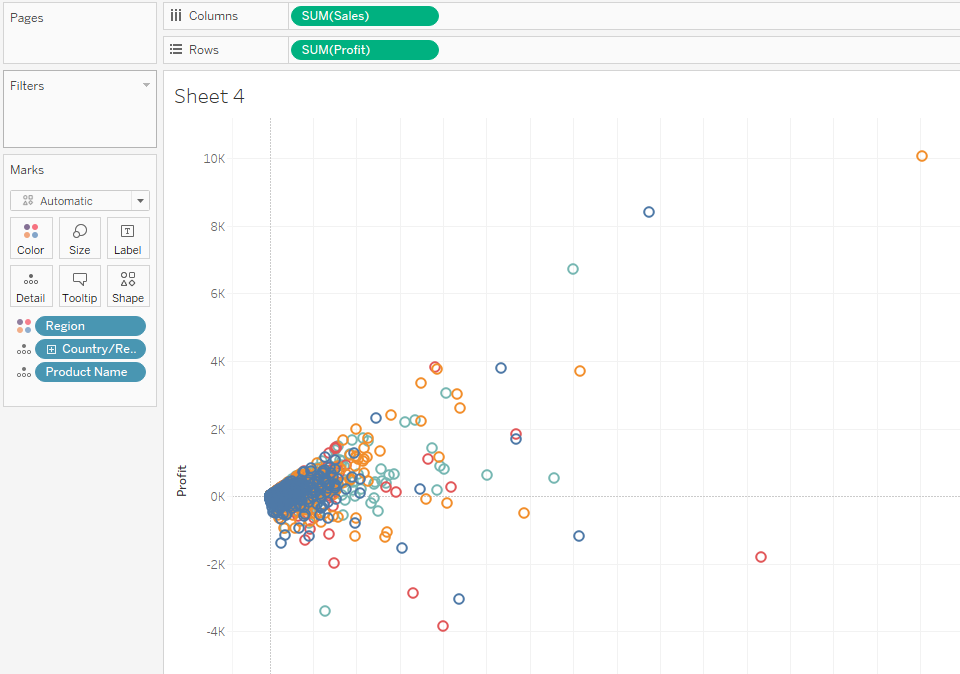 Pages
Columns
SUM(Sales)
Rows
SUM(Profit)
Filters
Marks
Automatic
Color
Size
Label
Detail
Tooltip
Shape
Region
Country/Re..
Product Name
Sheet 4
10K
8K
6K
4K
2K
0K
-2K
-4K
Profit